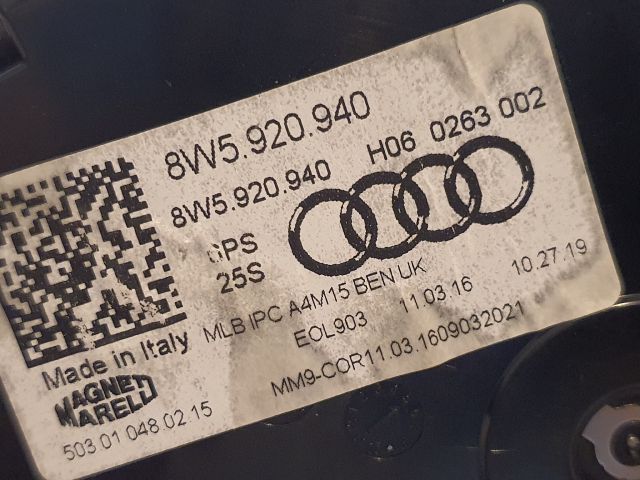 8W5.920.940
8W5.920.940 H06 0263 002
GPS
25S
MLB IPC A4M15 BEN UK
EOL903 11.03.16 10.27.19
MM9-COR11.03.1609032021
Made in Italy
MAGNETI
MARELLI
503 01 048 02 15